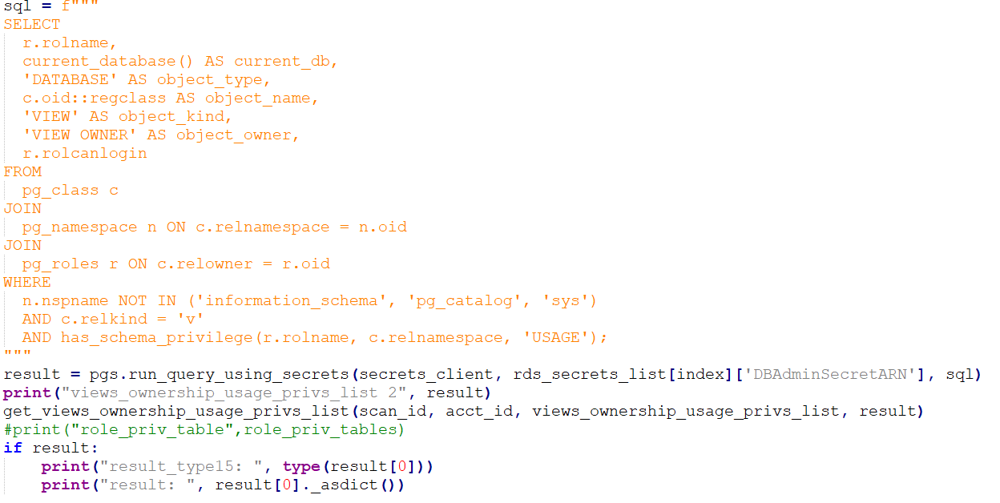 sql = f"""
SELECT
  r.rolname,
  current_database() AS current_db,
  'DATABASE' AS object_type,
  c.oid::regclass AS object_name,
  'VIEW' AS object_kind,
  'VIEW OWNER' AS object_owner,
  r.rolcanlogin
FROM
  pg_class c
JOIN
  pg_namespace n ON c.relnamespace = n.oid
JOIN
  pg_roles r ON c.relowner = r.oid
WHERE
  n.nspname NOT IN ('information_schema', 'pg_catalog', 'sys')
  AND c.relkind = 'v'
  AND has_schema_privilege(r.rolname, c.relnamespace, 'USAGE');
"""
result = pgs.run_query_using_secrets(secrets_client, rds_secrets_list[index]['DBAdminSecretARN'], sql)
print("views_ownership_usage_privs_list 2", result)
get_views_ownership_usage_privs_list(scan_id, acct_id, views_ownership_usage_privs_list, result)
#print("role_priv_table",role_priv_tables)
if result:
    print("result_type15: ", type(result[0]))
    print("result: ", result[0]._asdict())